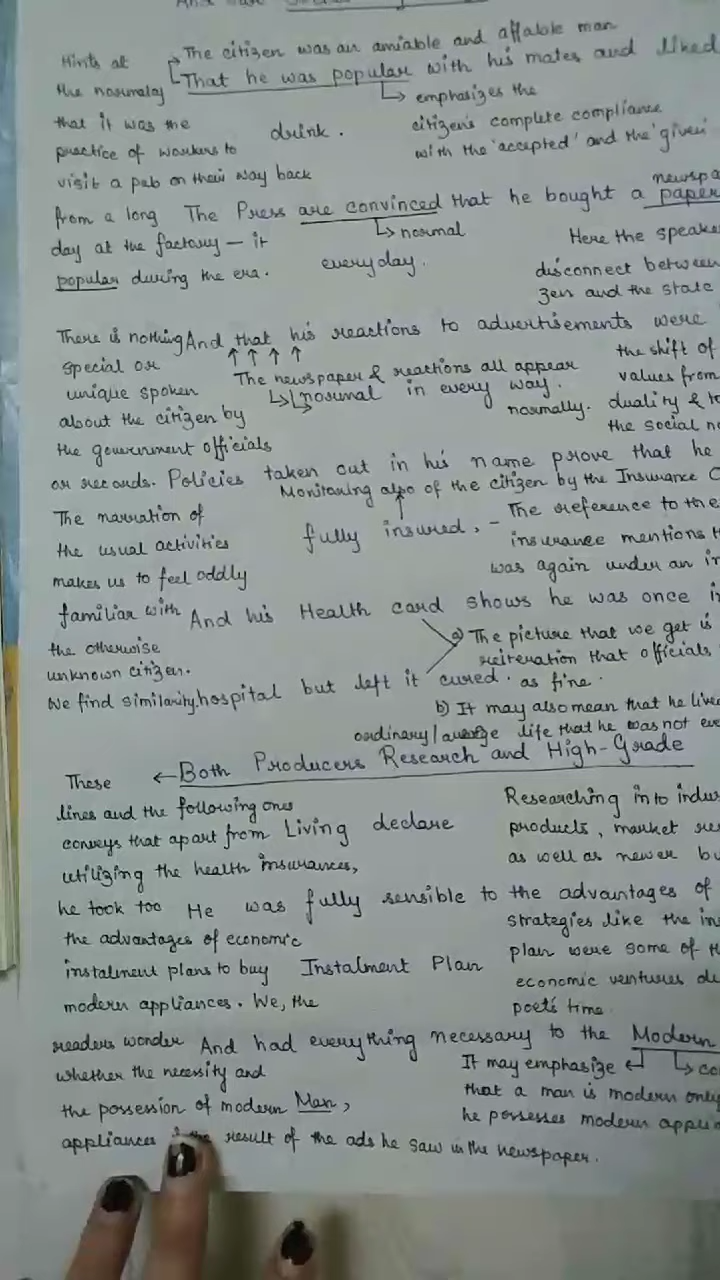 Hints at
the normalcy
that it was the
practice of workers to
visit a pub on their way back
from a long
day at the factory — it
popular during the era.
The citizen was an amiable and affable man
That he was popular with his mates and liked
drink.
emphasizes the
citizen's complete compliance
with the 'accepted' and the 'given'
The Press are convinced that he bought a paper
normal
everyday.
Here the speake
disconnect between
zen and the state
There is nothing
special or
unique spoken
about the citizen by
the government officials
or records.
And that his reactions to advertisements were
The newspaper & reactions all appear
normal in every way.
normally.
the shift of
values from
duality &
the social
Policies taken out in his name prove that he
Monitoring also of the citizen by the Insurance
fully insured,
- The reference to the
insurance mentions
was again under an
The narration of
the usual activities
makes us to feel oddly
familiar with
the otherwise
unknown citizen.
We find similarity.
And his Health card shows he was once
hospital but left it cured.
a) The picture that we get is
reiteration that officials
as fine.
b) It may also mean that he live
ordinary/average life that he was not eve
Both Producers Research and High-Grade
Living declare
These
lines and the following ones
conveys that apart from
utilizing the health insurances,
he took too
the advantages of economic
instalment plans to buy
modern appliances. We, the
readers wonder
whether the necessity and
the possession of modern
appliances is the result of the ads he saw in the newspaper.
Researching into indus
products, market
as well as newer
He was fully sensible to the advantages of
Instalment Plan
strategies like the in
plan were some of
economic ventures
poet's time
And had everything necessary to the Modern
Man,
It may emphasize
that a man is modern only
he possesses modern